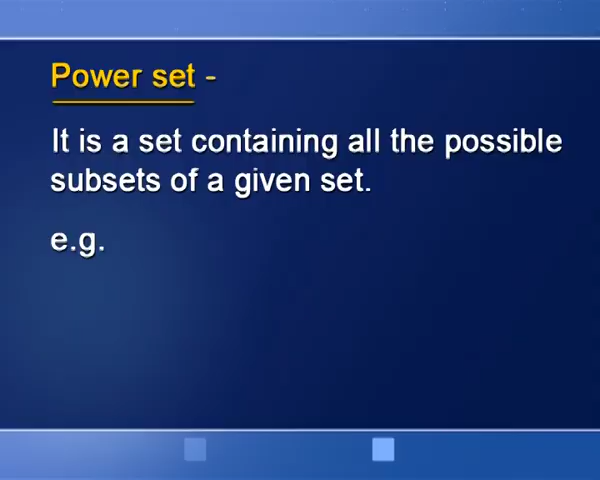 Power set -
It is a set containing all the possible
subsets of a given set.
e.g.